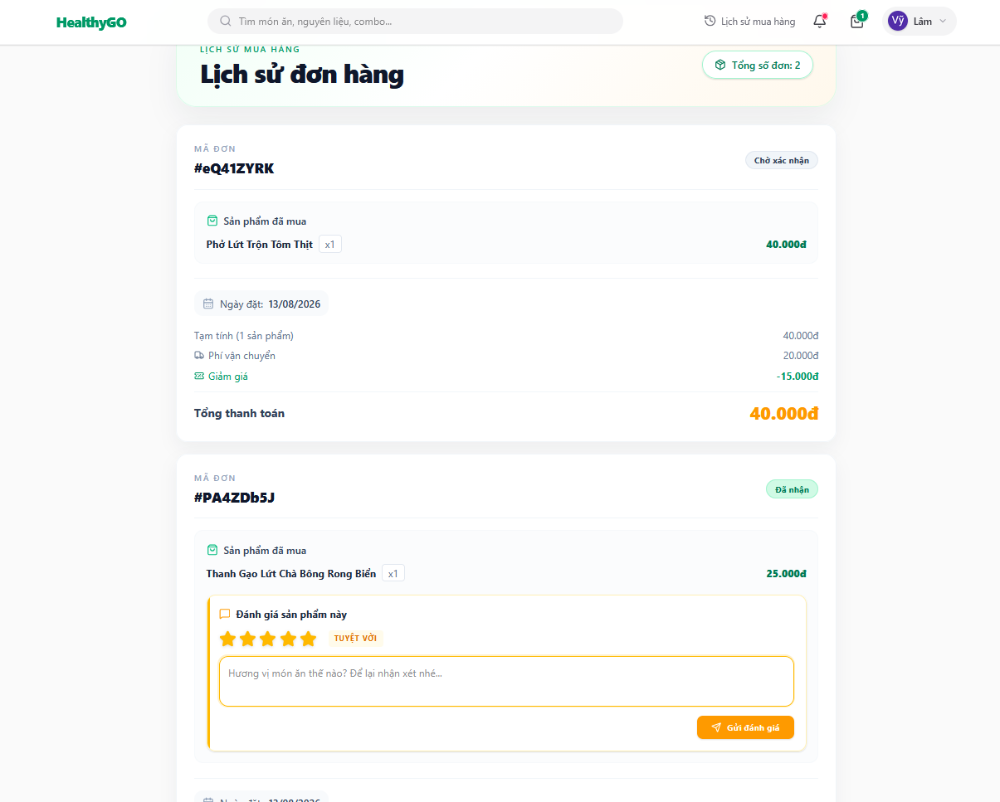 HealthyGO
Tìm món ăn, nguyên liệu, combo...
Lịch sử mua hàng
1
Vỹ
Lâm
LỊCH SỬ MUA HÀNG
Lịch sử đơn hàng
Tổng số đơn: 2
MÃ ĐƠN
#eQ41ZYRK
Chờ xác nhận
Sản phẩm đã mua
Phở Lứt Trộn Tôm Thịt x1 40.000đ
Ngày đặt: 13/08/2026
Tạm tính (1 sản phẩm) 40.000đ
Phí vận chuyển 20.000đ
Giảm giá -15.000đ
Tổng thanh toán 40.000đ
MÃ ĐƠN
#PA4ZDb5J
Đã nhận
Sản phẩm đã mua
Thanh Gạo Lứt Chà Bông Rong Biển x1 25.000đ
Đánh giá sản phẩm này
TUYỆT VỜI
Hương vị món ăn thế nào? Để lại nhận xét nhé...
Gửi đánh giá
Ngày đặt: 13/08/2026